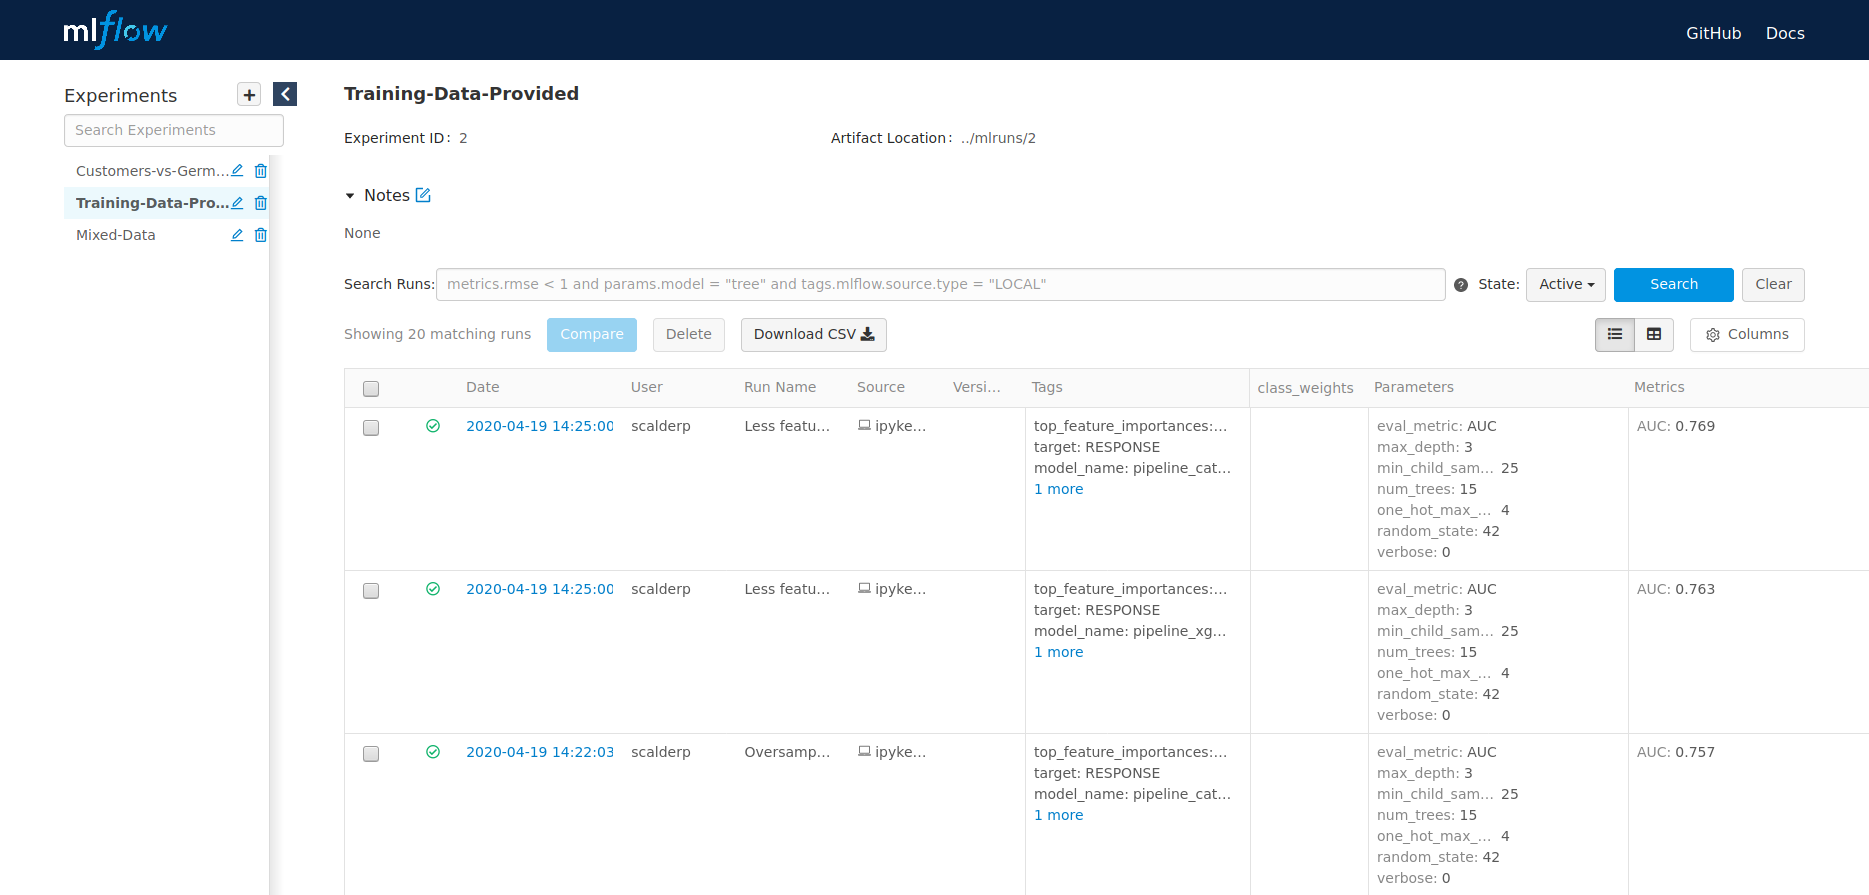 mlflow
GitHub Docs
Experiments
Search Experiments
Customers-vs-Germ...
Training-Data-Pro...
Mixed-Data
Training-Data-Provided
Experiment ID: 2 Artifact Location: ../mlruns/2
Notes
None
Search Runs: metrics.rmse < 1 and params.model = "tree" and tags.mlflow.source.type = "LOCAL" ? State: Active Search Clear
Showing 20 matching runs Compare Delete Download CSV Columns
Date User Run Name Source Versi... Tags class_weights Parameters Metrics
2020-04-19 14:25:00 scalderp Less featu... ipyke... top_feature_importances:... eval_metric: AUC AUC: 0.769
target: RESPONSE max_depth: 3
model_name: pipeline_cat... min_child_sam... 25
1 more num_trees: 15
one_hot_max_... 4
random_state: 42
verbose: 0
2020-04-19 14:25:00 scalderp Less featu... ipyke... top_feature_importances:... eval_metric: AUC AUC: 0.763
target: RESPONSE max_depth: 3
model_name: pipeline_xg... min_child_sam... 25
1 more num_trees: 15
one_hot_max_... 4
random_state: 42
verbose: 0
2020-04-19 14:22:03 scalderp Oversamp... ipyke... top_feature_importances:... eval_metric: AUC AUC: 0.757
target: RESPONSE max_depth: 3
model_name: pipeline_cat... min_child_sam... 25
1 more num_trees: 15
one_hot_max_... 4
random_state: 42
verbose: 0